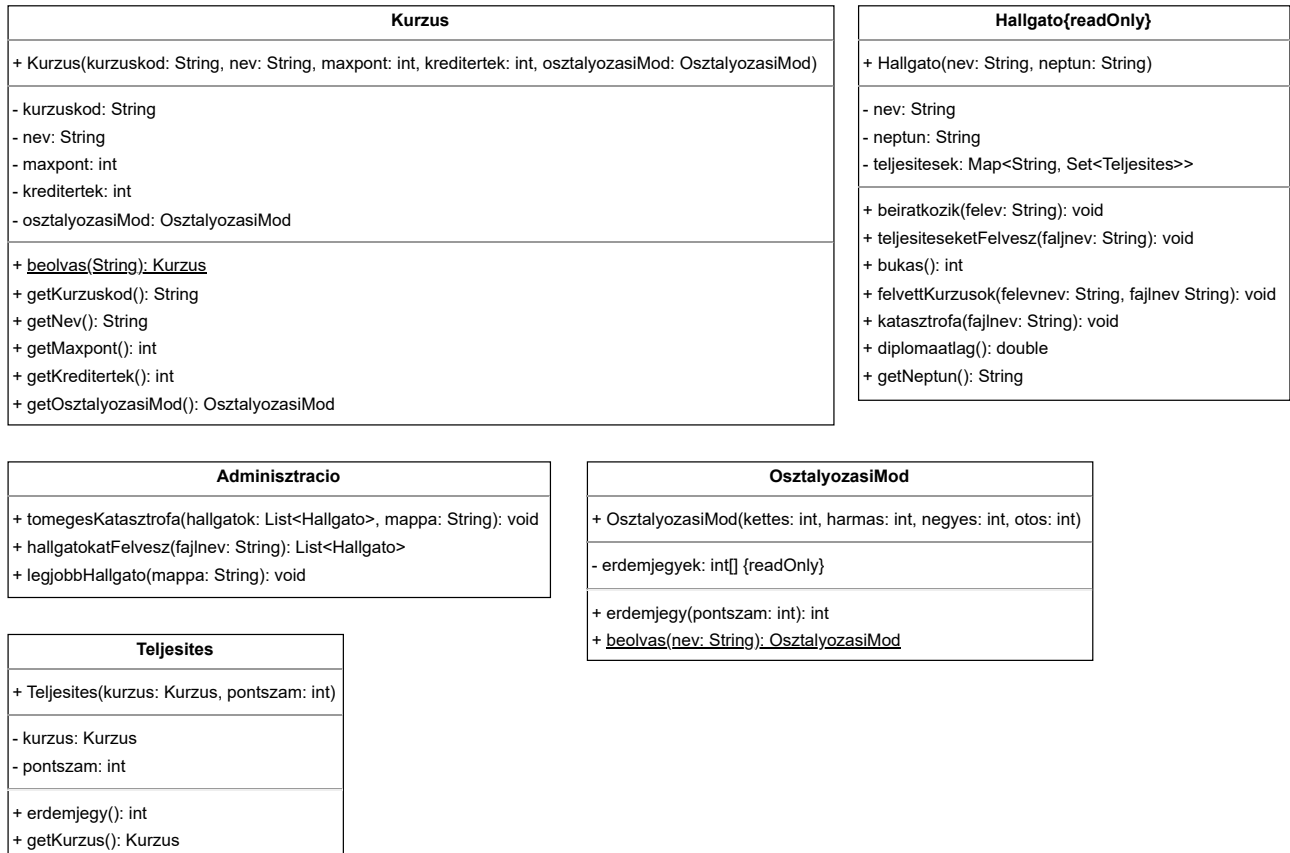 Kurzus
+ Kurzus(kurzuskod: String, nev: String, maxpont: int, kreditertek: int, osztalyozasiMod: OsztalyozasiMod)
- kurzuskod: String
- nev: String
- maxpont: int
- kreditertek: int
- osztalyozasiMod: OsztalyozasiMod
+ beolvas(String): Kurzus
+ getKurzuskod(): String
+ getNev(): String
+ getMaxpont(): int
+ getKreditertek(): int
+ getOsztalyozasiMod(): OsztalyozasiMod
Hallgato{readOnly}
+ Hallgato(nev: String, neptun: String)
- nev: String
- neptun: String
- teljesitesek: Map<String, Set<Teljesites>>
+ beiratkozik(felev: String): void
+ teljesiteseketFelvesz(faljnev: String): void
+ bukas(): int
+ felvettKurzusok(felevnev: String, fajlnev String): void
+ katasztrofa(fajlnev: String): void
+ diplomaatlag(): double
+ getNeptun(): String
Adminisztracio
+ tomegesKatasztrofa(hallgatok: List<Hallgato>, mappa: String): void
+ hallgatokatFelvesz(fajlnev: String): List<Hallgato>
+ legjobbHallgato(mappa: String): void
OsztalyozasiMod
+ OsztalyozasiMod(kettes: int, harmas: int, negyes: int, otos: int)
- erdemjegyek: int[] {readOnly}
+ erdemjegy(pontszam: int): int
+ beolvas(nev: String): OsztalyozasiMod
Teljesites
+ Teljesites(kurzus: Kurzus, pontszam: int)
- kurzus: Kurzus
- pontszam: int
+ erdemjegy(): int
+ getKurzus(): Kurzus